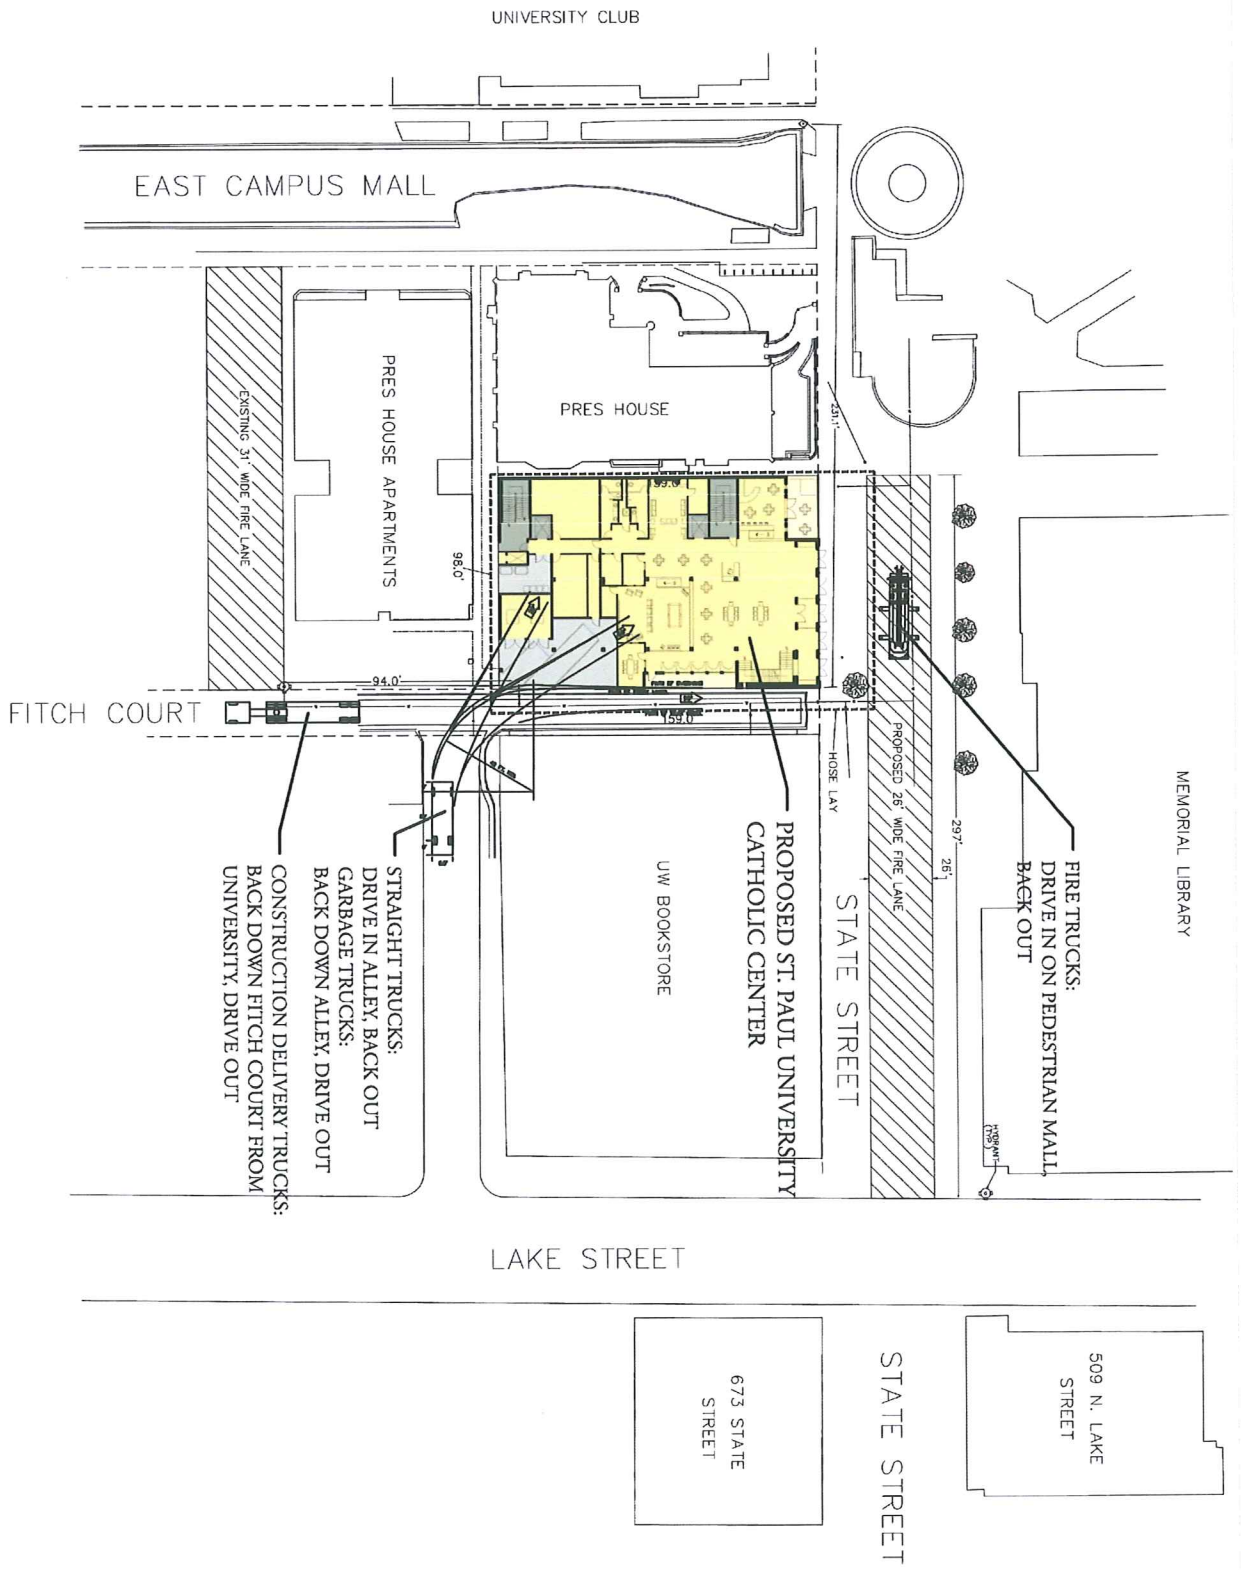 UNIVERSITY CLUB
EAST CAMPUS MALL
EXISTING 31' WIDE FIRE LANE
PRES HOUSE APARTMENTS
PRES HOUSE
231.1'
98.0'
94.0'
FITCH COURT
159.0
HOSE LAY
PROPOSED 26' WIDE FIRE LANE
297'
26'
MEMORIAL LIBRARY
UW BOOKSTORE
STATE STREET
PROPOSED ST. PAUL UNIVERSITY
CATHOLIC CENTER
FIRE TRUCKS:
DRIVE IN ON PEDESTRIAN MALL,
BACK OUT
STRAIGHT TRUCKS:
DRIVE IN ALLEY, BACK OUT
GARBAGE TRUCKS:
BACK DOWN ALLEY, DRIVE OUT
CONSTRUCTION DELIVERY TRUCKS:
BACK DOWN FITCH COURT FROM
UNIVERSITY, DRIVE OUT
HYDRANT
(TYP)
LAKE STREET
673 STATE
STREET
STATE STREET
509 N. LAKE
STREET